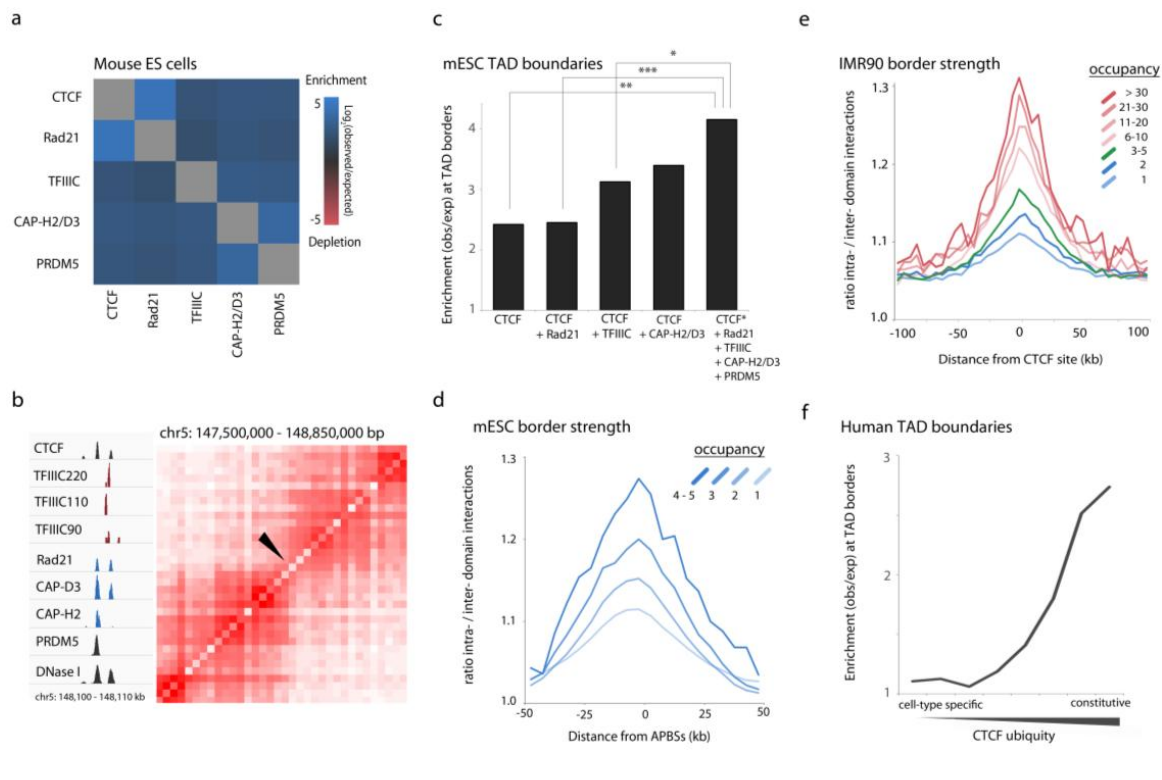 a
Mouse ES cells
CTCF
Rad21
TFIIIC
CAP-H2/D3
PRDM5
CTCF
Rad21
TFIIIC
CAP-H2/D3
PRDM5
Enrichment
5
Log2(observed/expected)
-5
Depletion
b
chr5: 147,500,000 - 148,850,000 bp
CTCF
TFIIIC220
TFIIIC110
TFIIIC90
Rad21
CAP-D3
CAP-H2
PRDM5
DNase I
chr5: 148,100 - 148,110 kb
c
mESC TAD boundaries
*
***
**
Enrichment (obs/exp) at TAD borders
4
3
2
1
CTCF
CTCF
+ Rad21
CTCF
+ TFIIIC
CTCF
+ CAP-H2/D3
CTCF*
+ Rad21
+ TFIIIC
+ CAP-H2/D3
+ PRDM5
d
mESC border strength
occupancy
4 - 5 3 2 1
ratio intra- / inter- domain interactions
1.3
1.2
1.1
1.0
-50 -25 0 25 50
Distance from APBSs (kb)
e
IMR90 border strength
occupancy
> 30
21-30
11-20
6-10
3-5
2
1
ratio intra- / inter- domain interactions
1.3
1.2
1.1
1.0
-100 -50 0 50 100
Distance from CTCF site (kb)
f
Human TAD boundaries
Enrichment (obs/exp) at TAD borders
3
2
1
cell-type specific constitutive
CTCF ubiquity